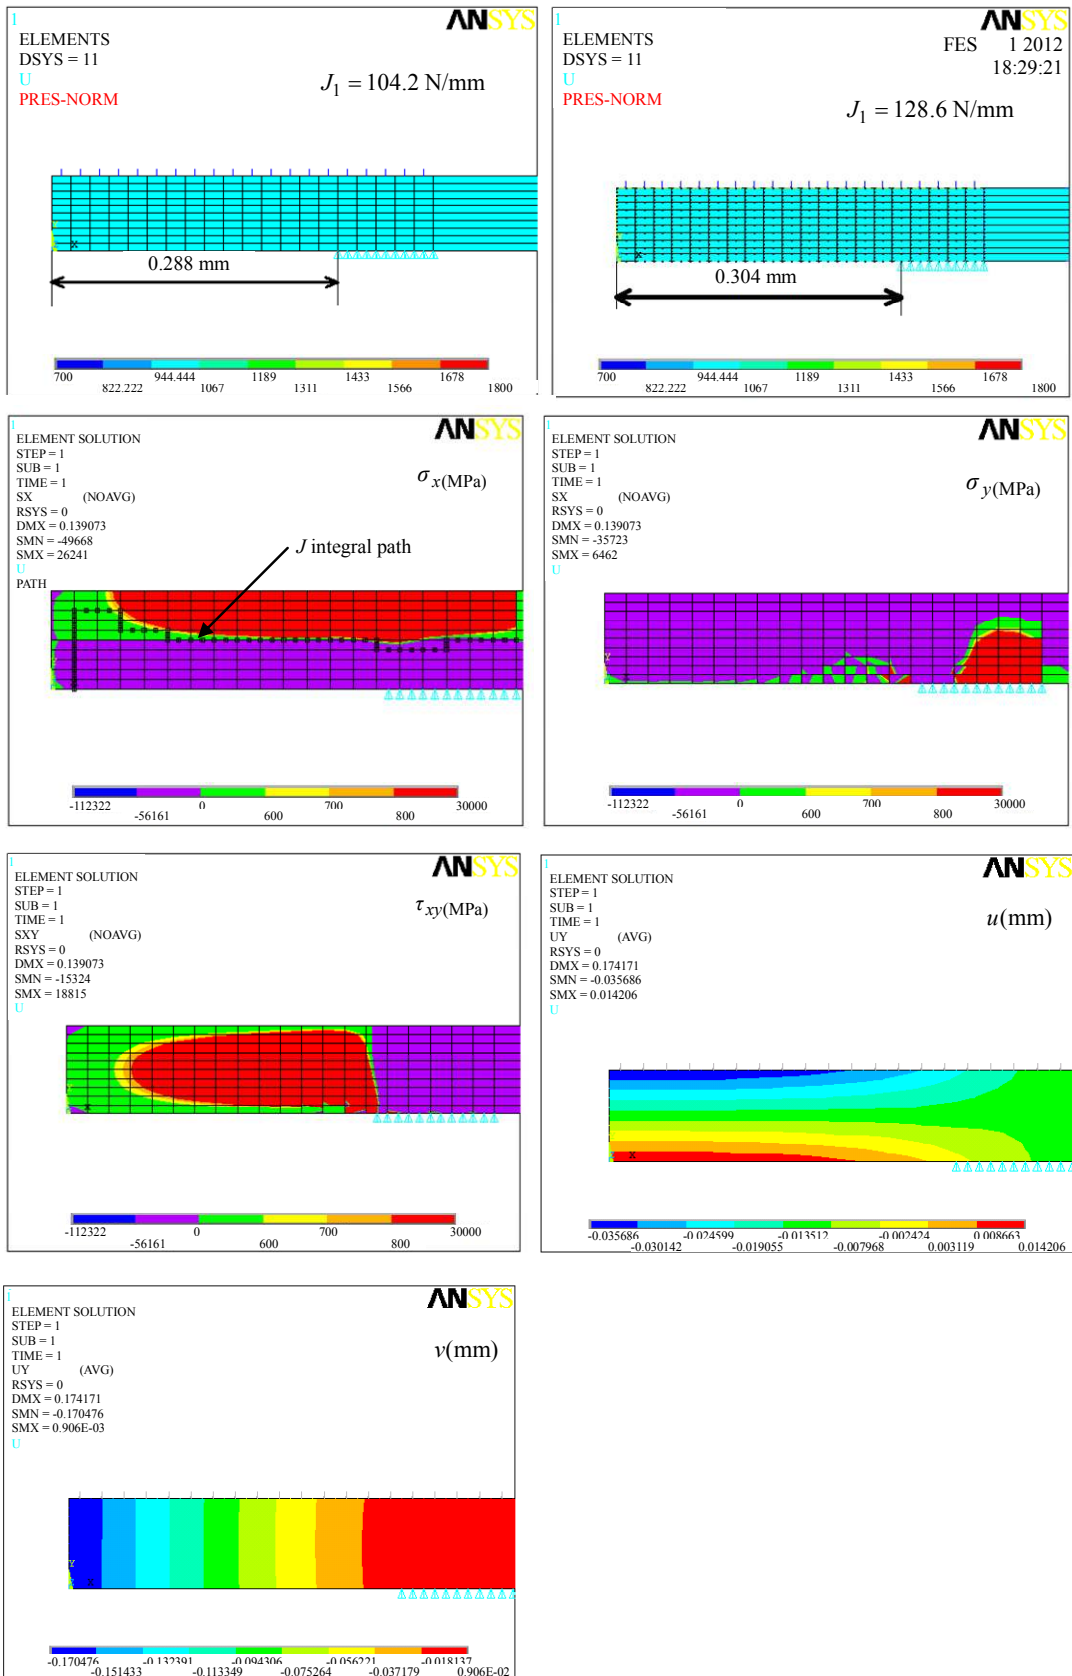 1
ANSYS
ELEMENTS
DSYS = 11
U
PRES-NORM
J1 = 104.2 N/mm
Y
X
0.288 mm
700 944.444 1189 1433 1678
822.222 1067 1311 1566 1800
ANSYS
1
ELEMENTS
DSYS = 11
U
PRES-NORM
FES 1 2012
18:29:21
J1 = 128.6 N/mm
Y
X
0.304 mm
700 944.444 1189 1433 1678
822.222 1067 1311 1566 1800
1
ANSYS
ELEMENT SOLUTION
STEP = 1
SUB = 1
TIME = 1
SX (NOAVG)
RSYS = 0
DMX = 0.139073
SMN = -49668
SMX = 26241
U
PATH
σx(MPa)
J integral path
-112322 0 700 30000
-56161 600 800
1
ANSYS
ELEMENT SOLUTION
STEP = 1
SUB = 1
TIME = 1
SX (NOAVG)
RSYS = 0
DMX = 0.139073
SMN = -35723
SMX = 6462
U
σy(MPa)
-112322 0 700 30000
-56161 600 800
1
ANSYS
ELEMENT SOLUTION
STEP = 1
SUB = 1
TIME = 1
SXY (NOAVG)
RSYS = 0
DMX = 0.139073
SMN = -15324
SMX = 18815
U
τxy(MPa)
-112322 0 700 30000
-56161 600 800
1
ANSYS
ELEMENT SOLUTION
STEP = 1
SUB = 1
TIME = 1
UY (AVG)
RSYS = 0
DMX = 0.174171
SMN = -0.035686
SMX = 0.014206
U
u(mm)
X
-0.035686 -0.024599 -0.013512 -0.002424 0.008663
-0.030142 -0.019055 -0.007968 0.003119 0.014206
ANSYS
ELEMENT SOLUTION
STEP = 1
SUB = 1
TIME = 1
UY (AVG)
RSYS = 0
DMX = 0.174171
SMN = -0.170476
SMX = 0.906E-03
U
v(mm)
Y
-0.170476 -0.132391 -0.094306 -0.056221 -0.018137
-0.151433 -0.113349 -0.075264 -0.037179 0.906E-02